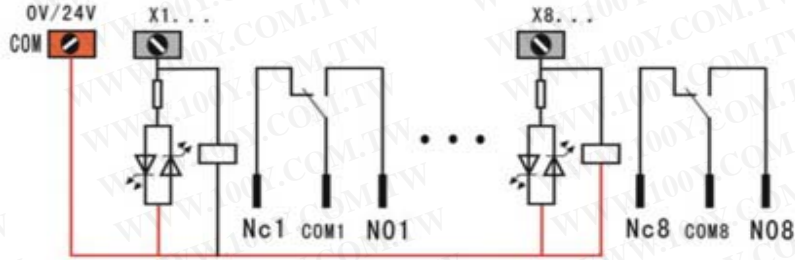 0V/24V
X1...
X8...
COM
Nc1 COM1 NO1
Nc8 COM8 NO8
WWW.100Y.COM.TW